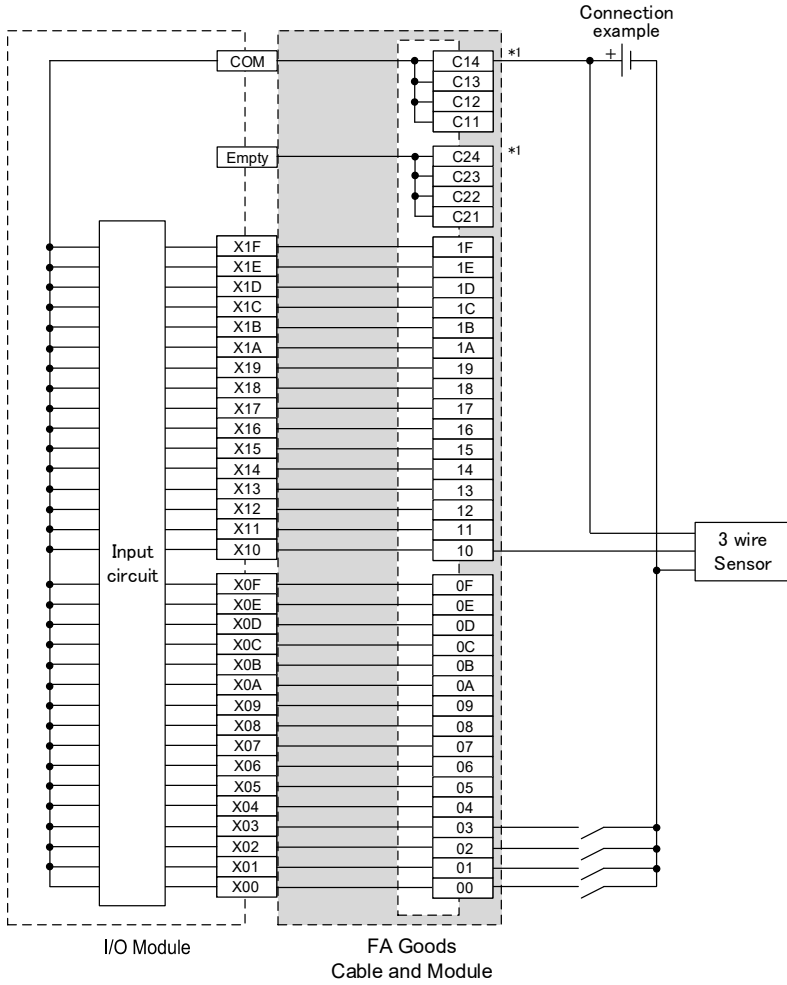 Connection
example
COM
C14
*1
+
C13
C12
C11
Empty
C24
*1
C23
C22
C21
X1F
1F
X1E
1E
X1D
1D
X1C
1C
X1B
1B
X1A
1A
X19
19
X18
18
X17
17
X16
16
X15
15
X14
14
X13
13
X12
12
X11
11
X10
10
Input
circuit
3 wire
Sensor
X0F
0F
X0E
0E
X0D
0D
X0C
0C
X0B
0B
X0A
0A
X09
09
X08
08
X07
07
X06
06
X05
05
X04
04
X03
03
X02
02
X01
01
X00
00
I/O Module
FA Goods
Cable and Module